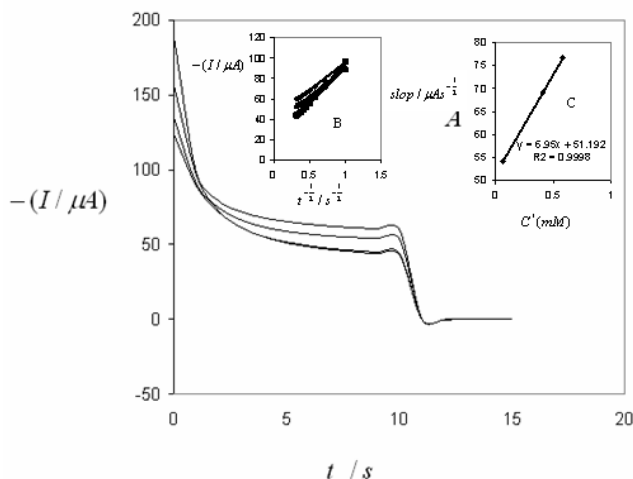 200
150
100
50
0
-50
0
5
10
15
20
t / s
−(I / μA)
A
−(I / μA)
120
100
80
60
40
20
0
0
0.5
1
1.5
B
t^-1/2 / s^-1/2
slop / μAs^-1/2
80
75
70
65
60
55
50
0
0.5
1
C
y = 6.95x + 51.192
R2 = 0.9998
C*(mM)